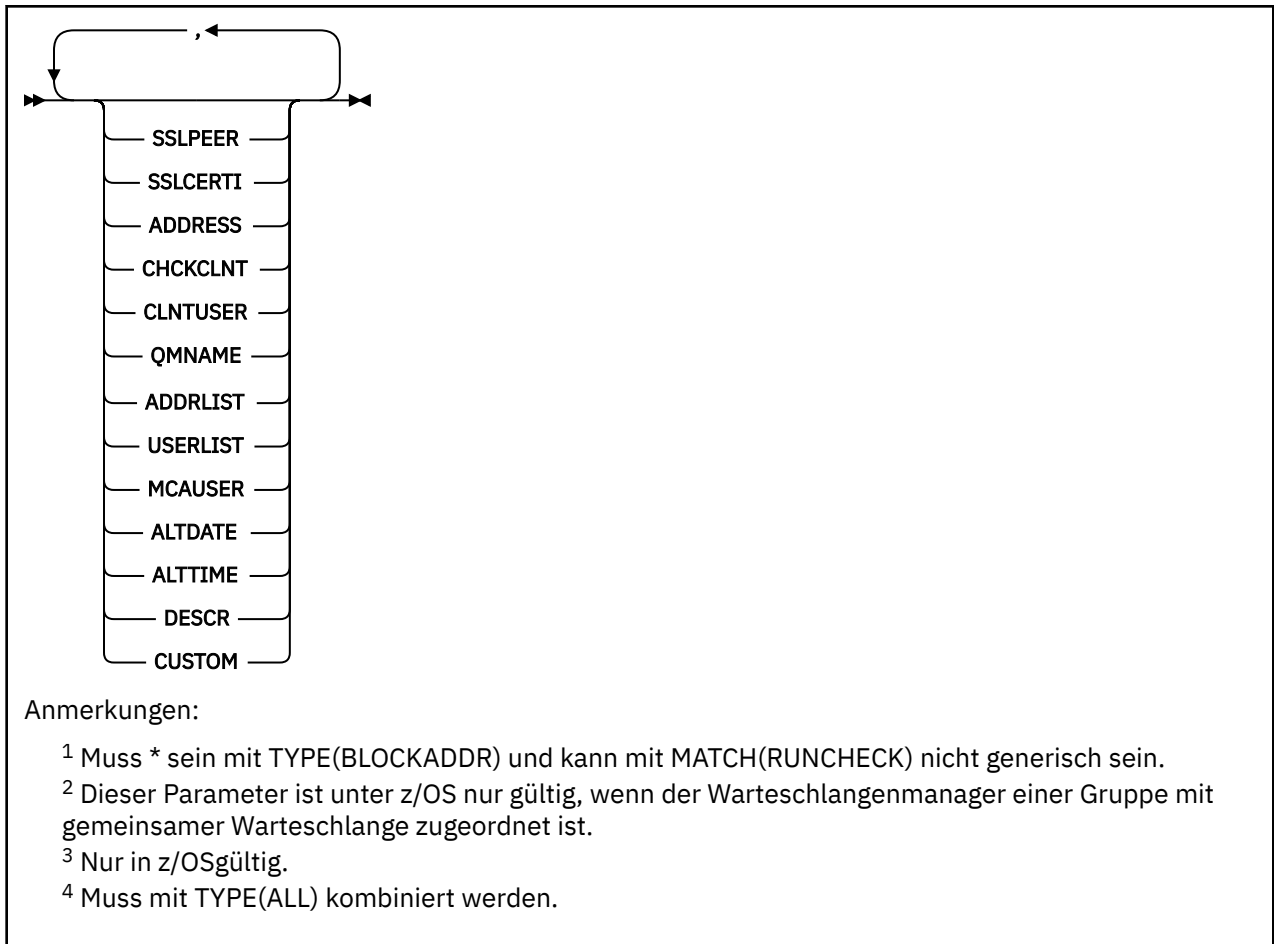 ,
SSLPEER
SSLCERTI
ADDRESS
CHCKCLNT
CLNTUSER
QMNAME
ADDRLIST
USERLIST
MCAUSER
ALTDATE
ALTTIME
DESCR
CUSTOM
Anmerkungen:
1 Muss * sein mit TYPE(BLOCKADDR) und kann mit MATCH(RUNCHECK) nicht generisch sein.
2 Dieser Parameter ist unter z/OS nur gültig, wenn der Warteschlangenmanager einer Gruppe mit
gemeinsamer Warteschlange zugeordnet ist.
3 Nur in z/OSgültig.
4 Muss mit TYPE(ALL) kombiniert werden.